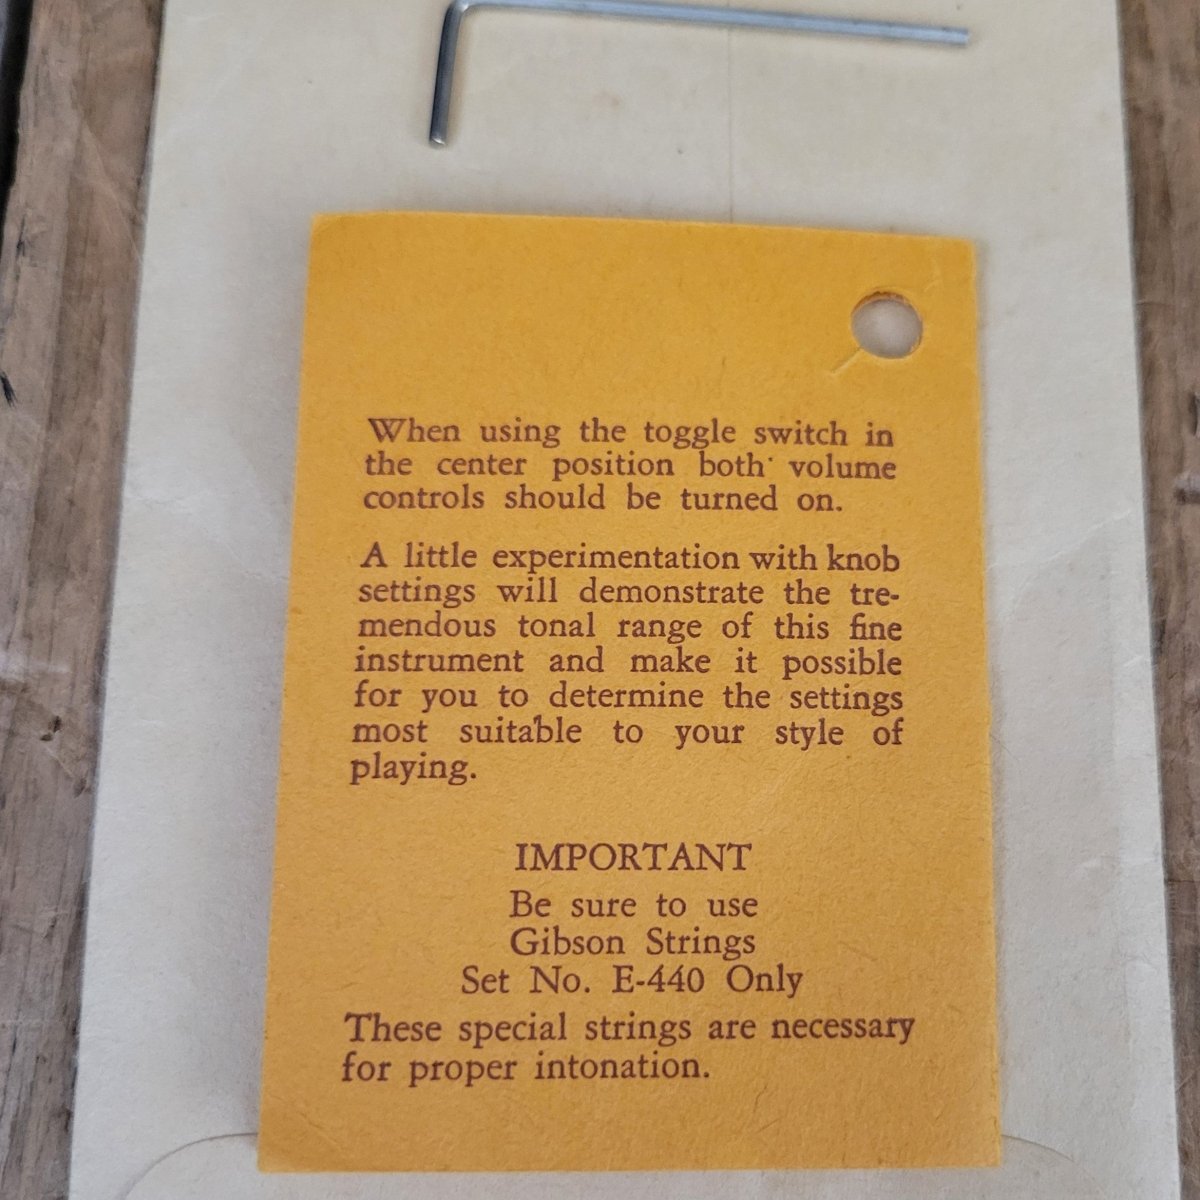 When using the toggle switch in
the center position both volume
controls should be turned on.
A little experimentation with knob
settings will demonstrate the tre-
mendous tonal range of this fine
instrument and make it possible
for you to determine the settings
most suitable to your style of
playing.
IMPORTANT
Be sure to use
Gibson Strings
Set No. E-440 Only
These special strings are necessary
for proper intonation.